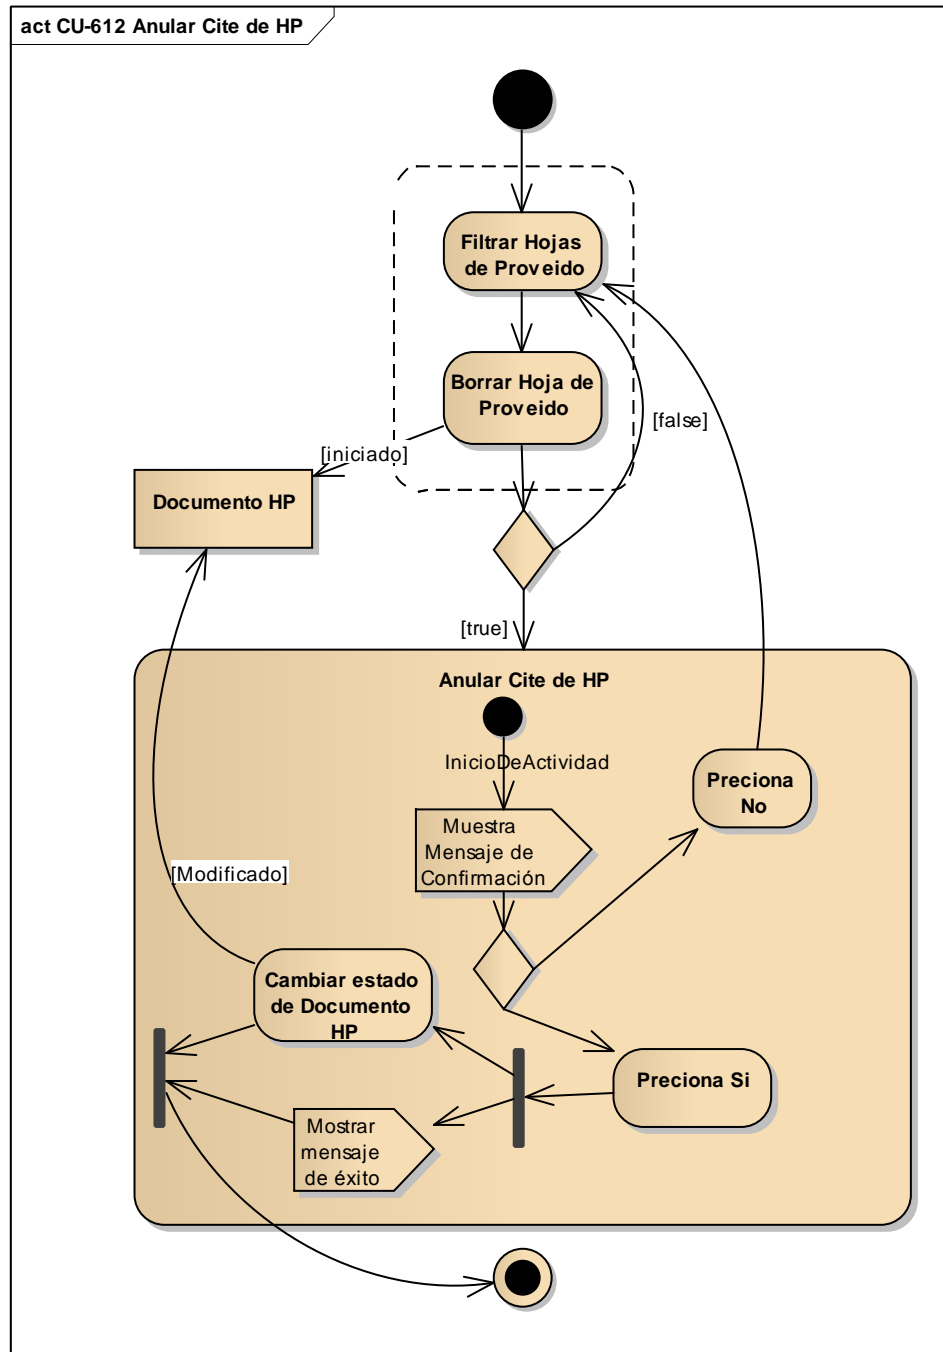 act CU-612 Anular Cite de HP
Filtrar Hojas
de Proveido
Borrar Hoja de
Proveido
[false]
[iniciado]
Documento HP
[true]
Anular Cite de HP
InicioDeActividad
Preciona
No
Muestra
Mensaje de
Confirmación
[Modificado]
Cambiar estado
de Documento
HP
Preciona Si
Mostrar
mensaje
de éxito